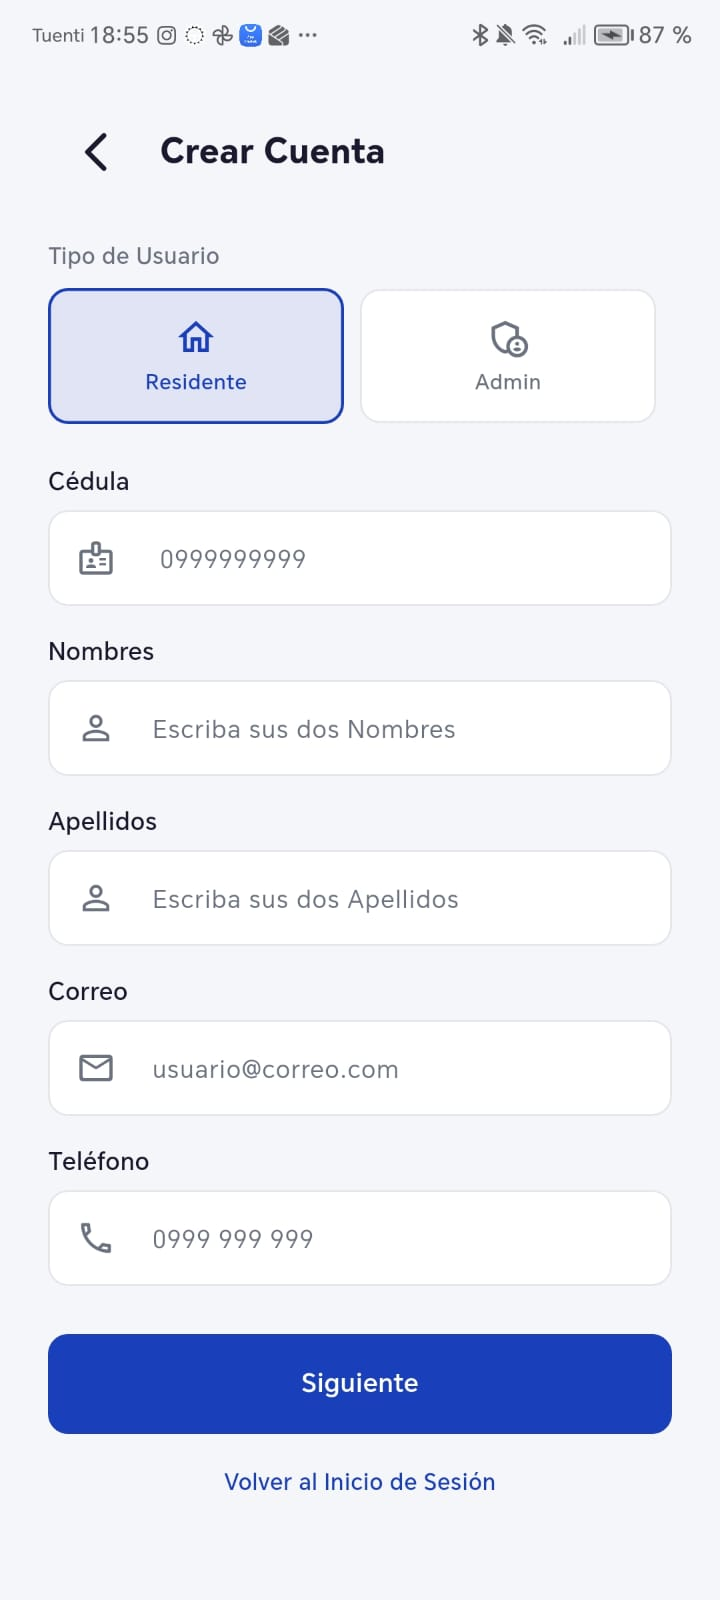 Tuenti 18:55 87 %
Crear Cuenta
Tipo de Usuario
Residente
Admin
Cédula
0999999999
Nombres
Escriba sus dos Nombres
Apellidos
Escriba sus dos Apellidos
Correo
usuario@correo.com
Teléfono
0999 999 999
Siguiente
Volver al Inicio de Sesión